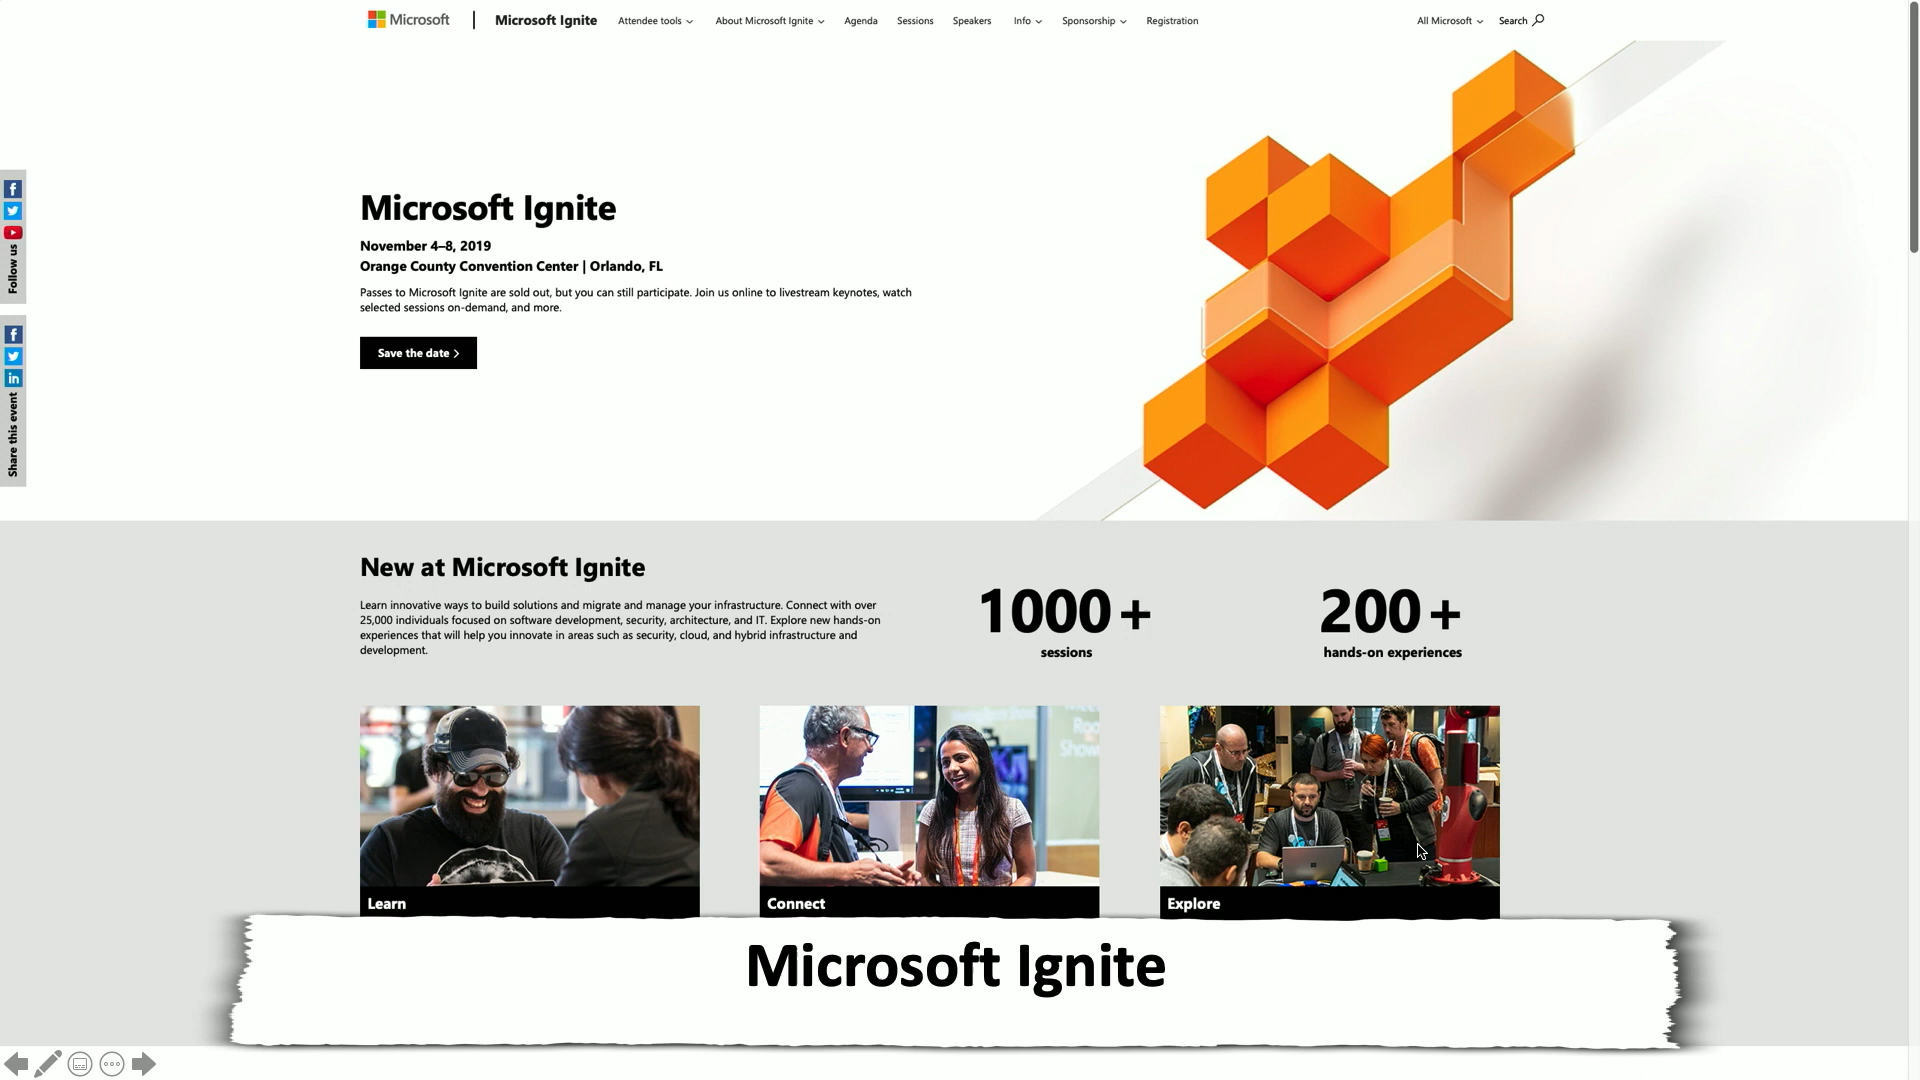 Microsoft | Microsoft Ignite Attendee tools About Microsoft Ignite Agenda Sessions Speakers Info Sponsorship Registration All Microsoft Search
Follow us
Share this event
Microsoft Ignite
November 4–8, 2019
Orange County Convention Center | Orlando, FL
Passes to Microsoft Ignite are sold out, but you can still participate. Join us online to livestream keynotes, watch
selected sessions on-demand, and more.
Save the date >
New at Microsoft Ignite
Learn innovative ways to build solutions and migrate and manage your infrastructure. Connect with over
25,000 individuals focused on software development, security, architecture, and IT. Explore new hands-on
experiences that will help you innovate in areas such as security, cloud, and hybrid infrastructure and
development.
1000+
sessions
200+
hands-on experiences
Learn
Connect
Explore
Microsoft Ignite